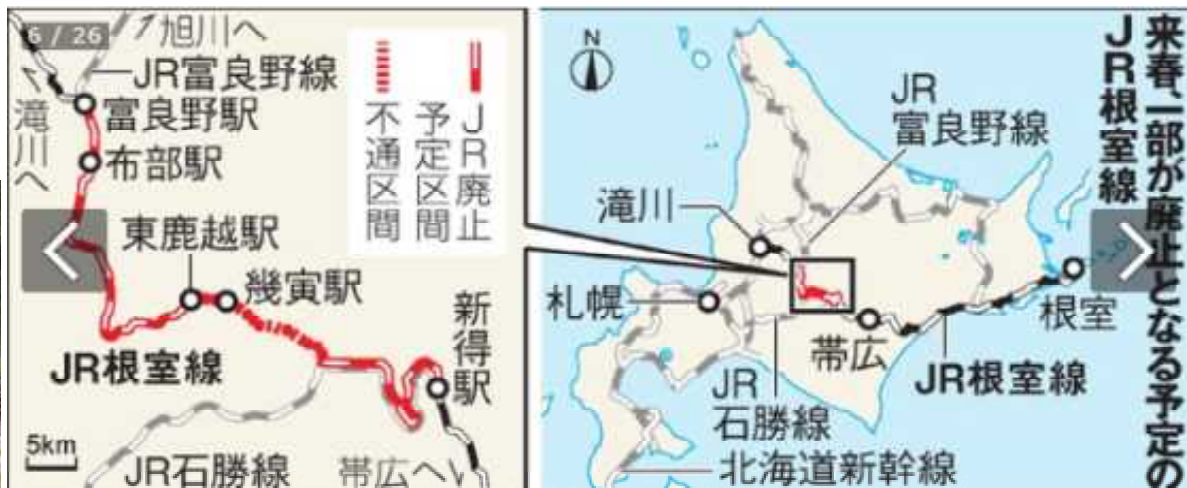 来春、一部が廃止となる予定の
JR根室線
6 / 26
旭川へ
JR富良野線
滝川へ
富良野駅
布部駅
東鹿越駅
幾寅駅
新得駅
JR根室線
5km
JR石勝線
帯広へ
JR廃止
予定区間
不通区間
N
JR
富良野線
滝川
札幌
帯広
根室
JR根室線
JR
石勝線
北海道新幹線